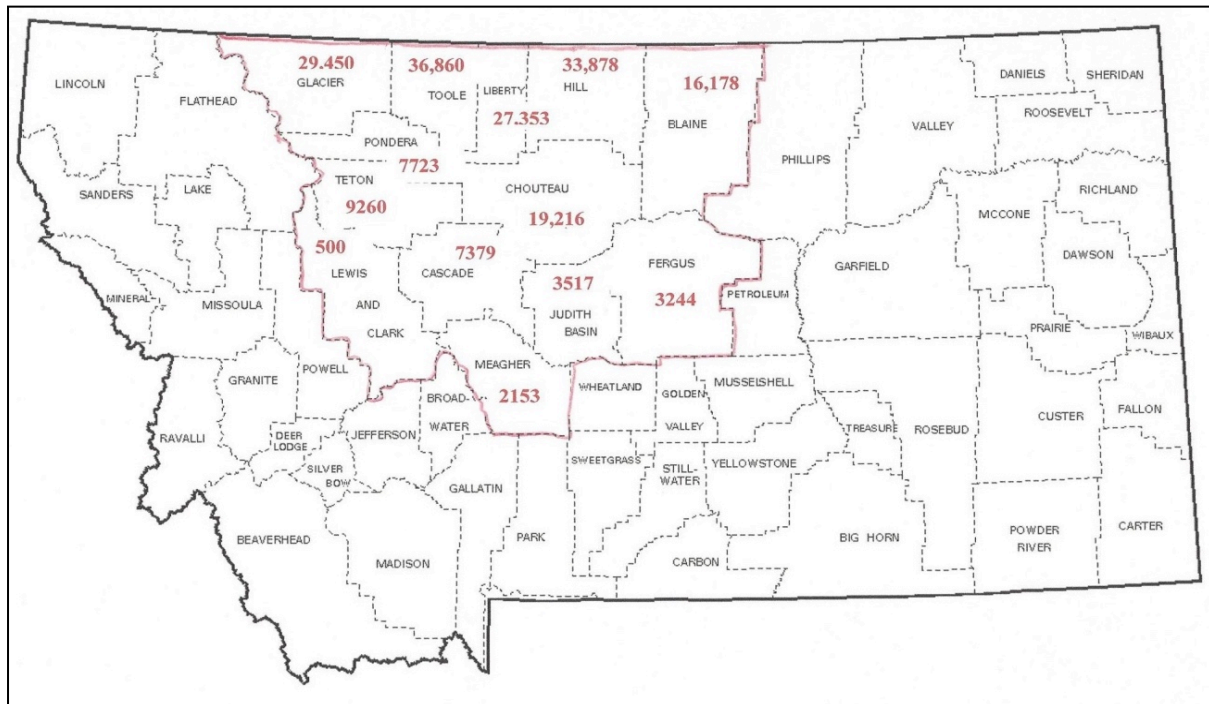 LINCOLN
FLATHEAD
29.450
GLACIER
36,860
TOOLE
LIBERTY
27.353
33,878
HILL
16,178
BLAINE
PHILLIPS
VALLEY
DANIELS
SHERIDAN
ROOSEVELT
PONDERA
7723
TETON
9260
CHOUTEAU
19,216
SANDERS
LAKE
RICHLAND
MCCONE
DAWSON
500
LEWIS
AND
CLARK
7379
CASCADE
3517
JUDITH
BASIN
FERGUS
3244
PETROLEUM
GARFIELD
MINERAL
MISSOULA
PRAIRIE
WIBAUX
POWELL
GRANITE
MEAGHER
2153
WHEATLAND
GOLDEN
VALLEY
MUSSELSHELL
BROAD-
WATER
RAVALLI
DEER
LODGE
JEFFERSON
SILVER
BOW
TREASURE
ROSEBUD
CUSTER
FALLON
SWEETGRASS
STILL-
WATER
YELLOWSTONE
GALLATIN
PARK
BEAVERHEAD
MADISON
CARBON
BIG HORN
POWDER
RIVER
CARTER